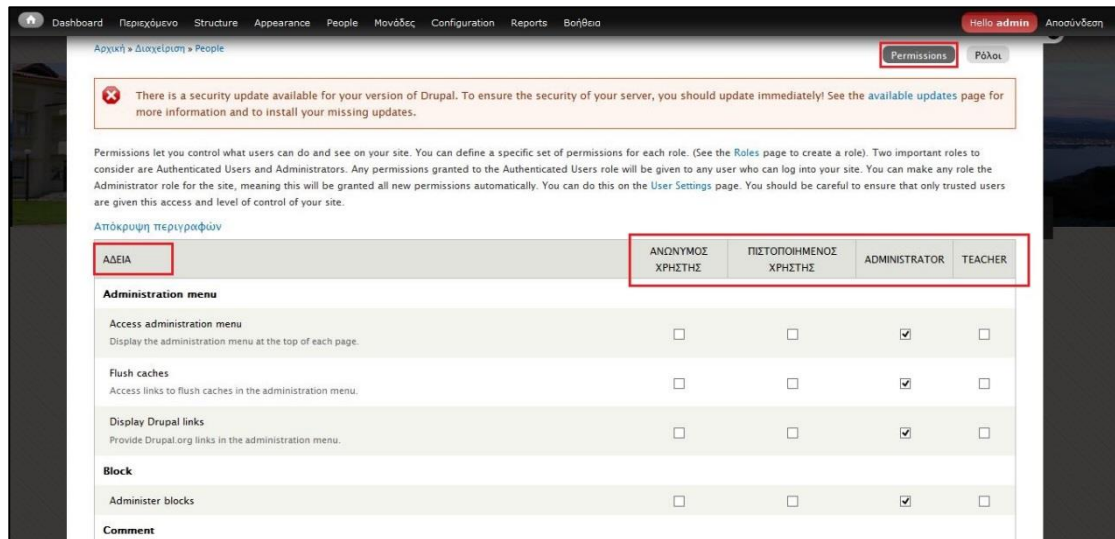 Dashboard Περιεχόμενο Structure Appearance People Μονάδες Configuration Reports Βοήθεια Hello admin Αποσύνδεση
Αρχική » Διαχείριση » People
Permissions Ρόλοι
There is a security update available for your version of Drupal. To ensure the security of your server, you should update immediately! See the available updates page for
more information and to install your missing updates.
Permissions let you control what users can do and see on your site. You can define a specific set of permissions for each role. (See the Roles page to create a role). Two important roles to
consider are Authenticated Users and Administrators. Any permissions granted to the Authenticated Users role will be given to any user who can log into your site. You can make any role the
Administrator role for the site, meaning this will be granted all new permissions automatically. You can do this on the User Settings page. You should be careful to ensure that only trusted users
are given this access and level of control of your site.
Απόκρυψη περιγραφών
ΑΔΕΙΑ ΑΝΩΝΥΜΟΣ ΧΡΗΣΤΗΣ ΠΙΣΤΟΠΟΙΗΜΕΝΟΣ ΧΡΗΣΤΗΣ ADMINISTRATOR TEACHER
Administration menu
Access administration menu
Display the administration menu at the top of each page.
Flush caches
Access links to flush caches in the administration menu.
Display Drupal links
Provide Drupal.org links in the administration menu.
Block
Administer blocks
Comment